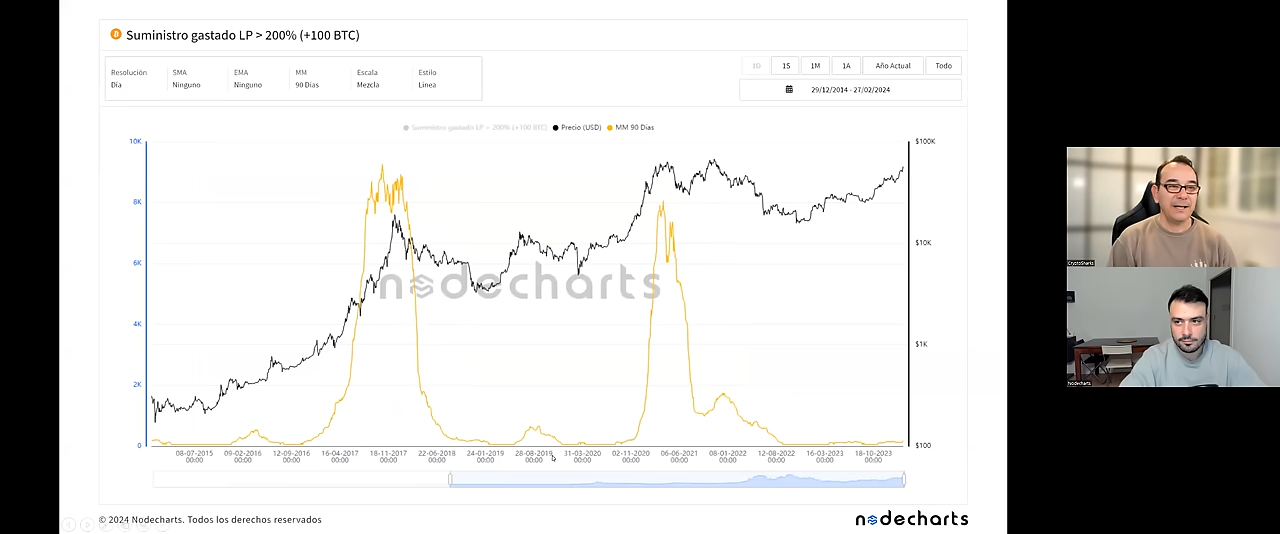 Suministro gastado LP > 200% (+100 BTC)
Resolución SMA EMA MM Escala Estilo
Día Ninguno Ninguno 90 Días Mezcla Linea
1D 1S 1M 1A Año Actual Todo
29/12/2014 - 27/02/2024
Suministro gastado LP > 200% (+100 BTC) Precio (USD) MM 90 Dias
10K
8K
6K
4K
2K
0
$100K
$10K
$1K
$100
nodecharts
08-07-2015 09-02-2016 12-09-2016 16-04-2017 18-11-2017 22-06-2018 24-01-2019 28-08-2019 31-03-2020 02-11-2020 06-06-2021 08-01-2022 12-08-2022 16-03-2023 18-10-2023
00:00 00:00 00:00 00:00 00:00 00:00 00:00 00:00 00:00 00:00 00:00 00:00 00:00 00:00 00:00
© 2024 Nodecharts. Todos los derechos reservados
nodecharts
CryptoSharks
Nodecharts